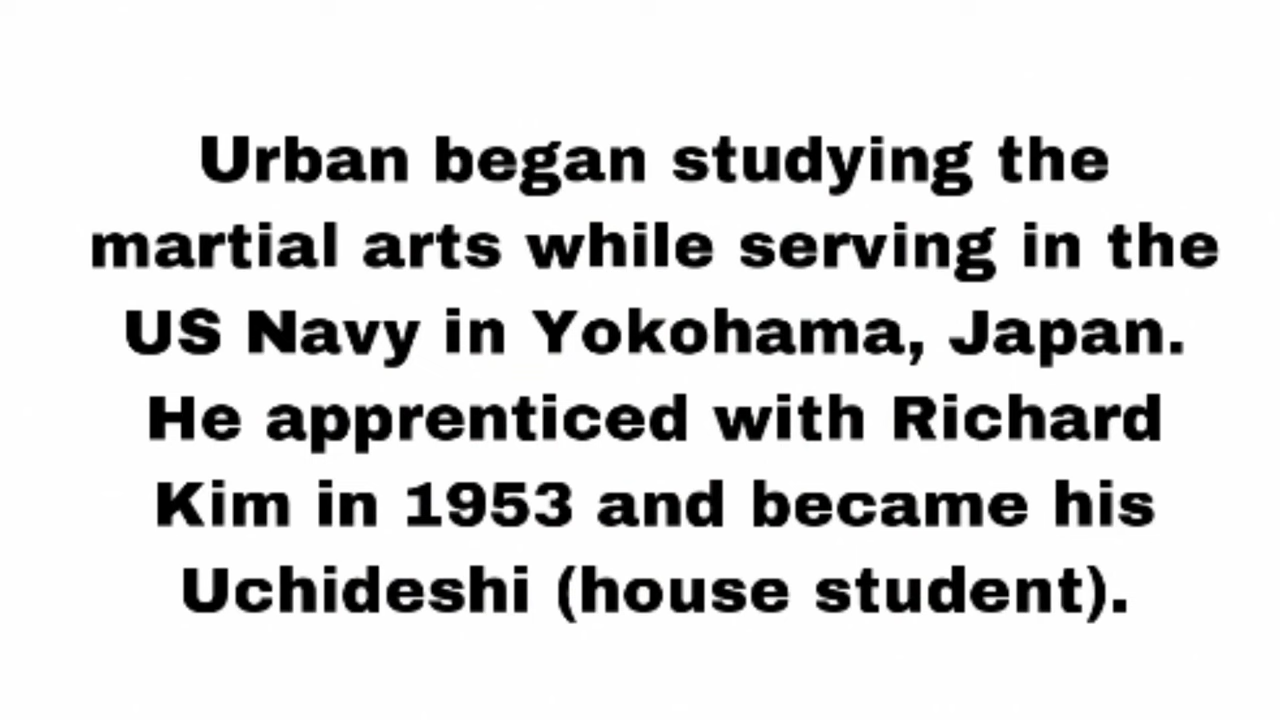 Urban began studying the
martial arts while serving in the
US Navy in Yokohama, Japan.
He apprenticed with Richard
Kim in 1953 and became his
Uchideshi (house student).